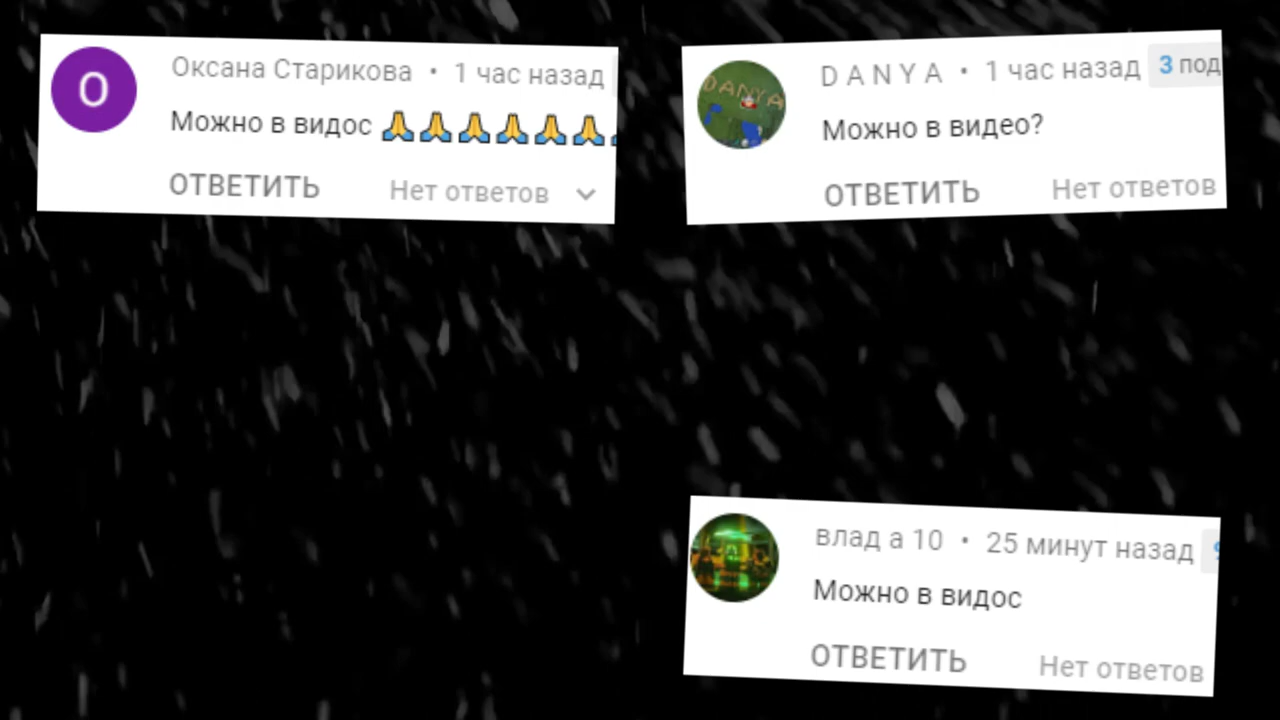 О
Оксана Старикова • 1 час назад
Можно в видос 🙏🙏🙏🙏🙏🙏
ОТВЕТИТЬ Нет ответов
DANYA
D A N Y A • 1 час назад 3 под
Можно в видео?
ОТВЕТИТЬ Нет ответов
влад а 10 • 25 минут назад
Можно в видос
ОТВЕТИТЬ Нет ответов